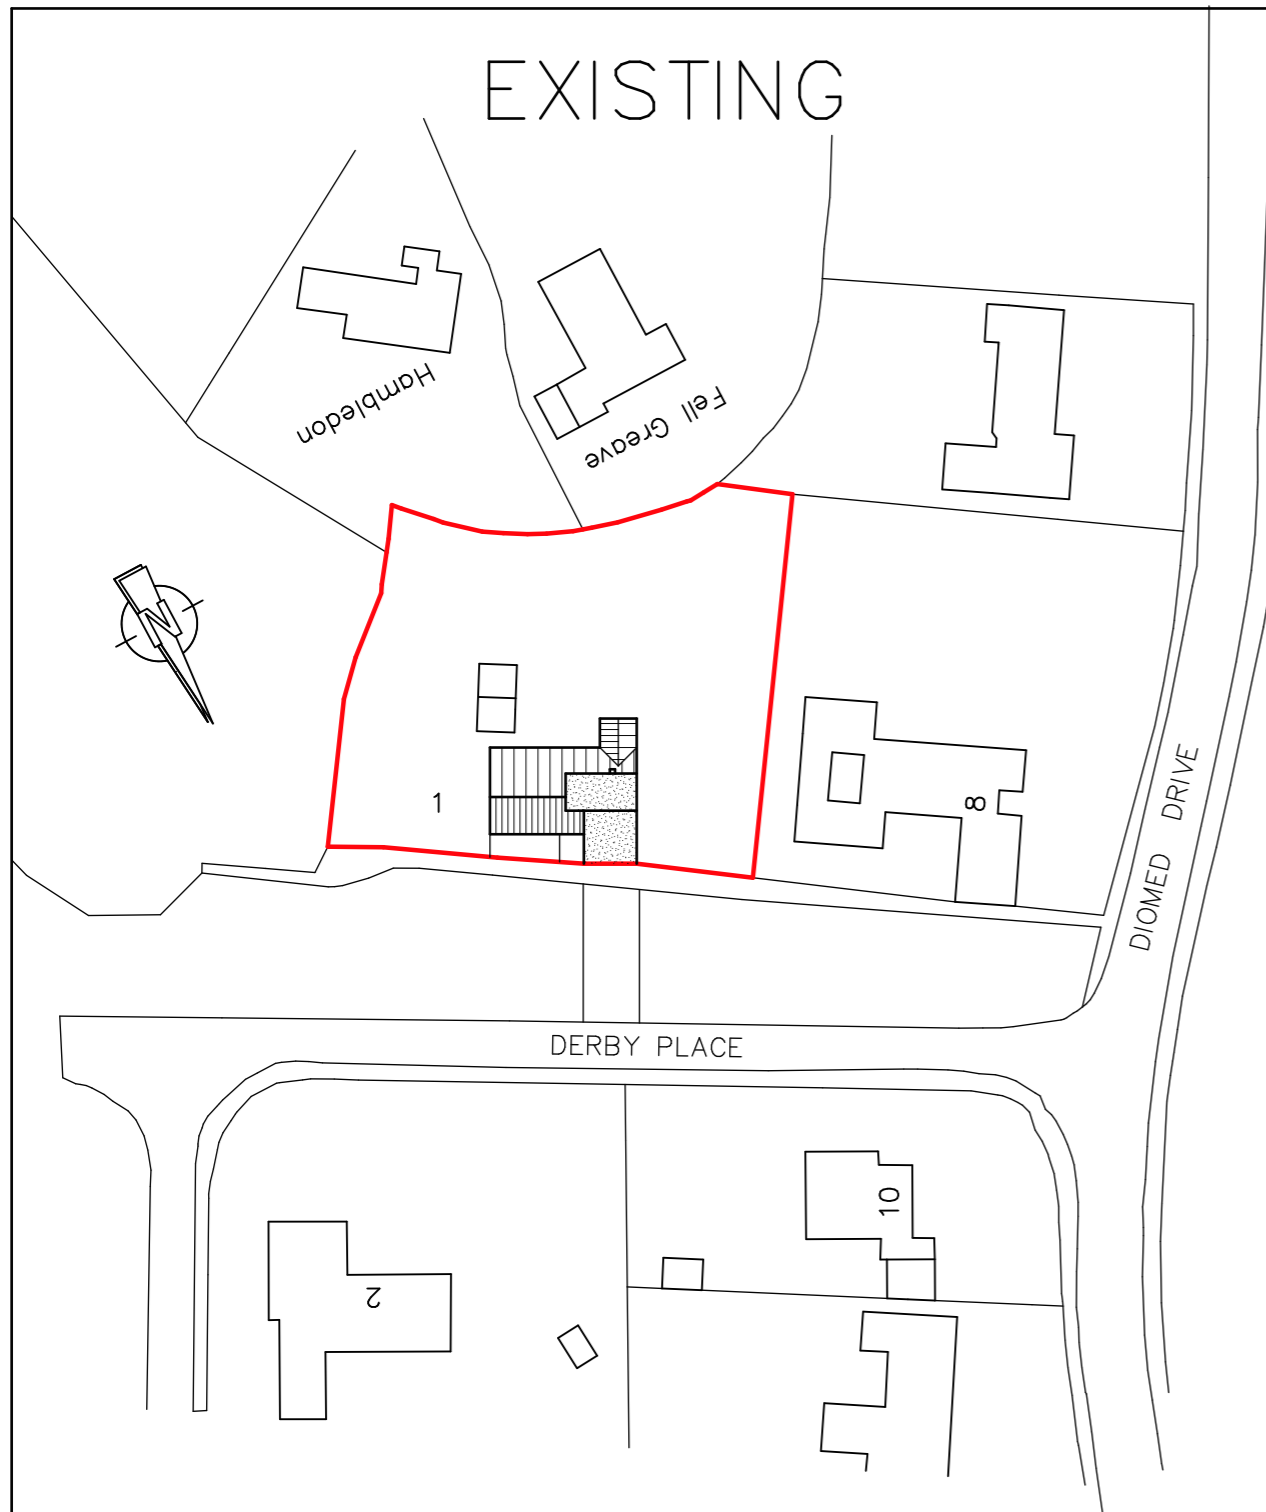 EXISTING
Hambledon
Fell Greave
N
1
8
DIOMED DRIVE
DERBY PLACE
10
2